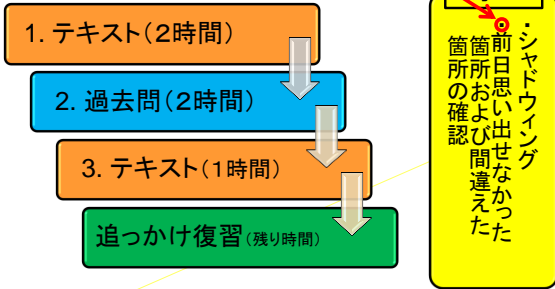 1. テキスト(2時間)
2. 過去問(2時間)
3. テキスト(1時間)
追っかけ復習(残り時間)
・シャドウィング
・前日思い出せなかった
箇所および間違えた
箇所の確認